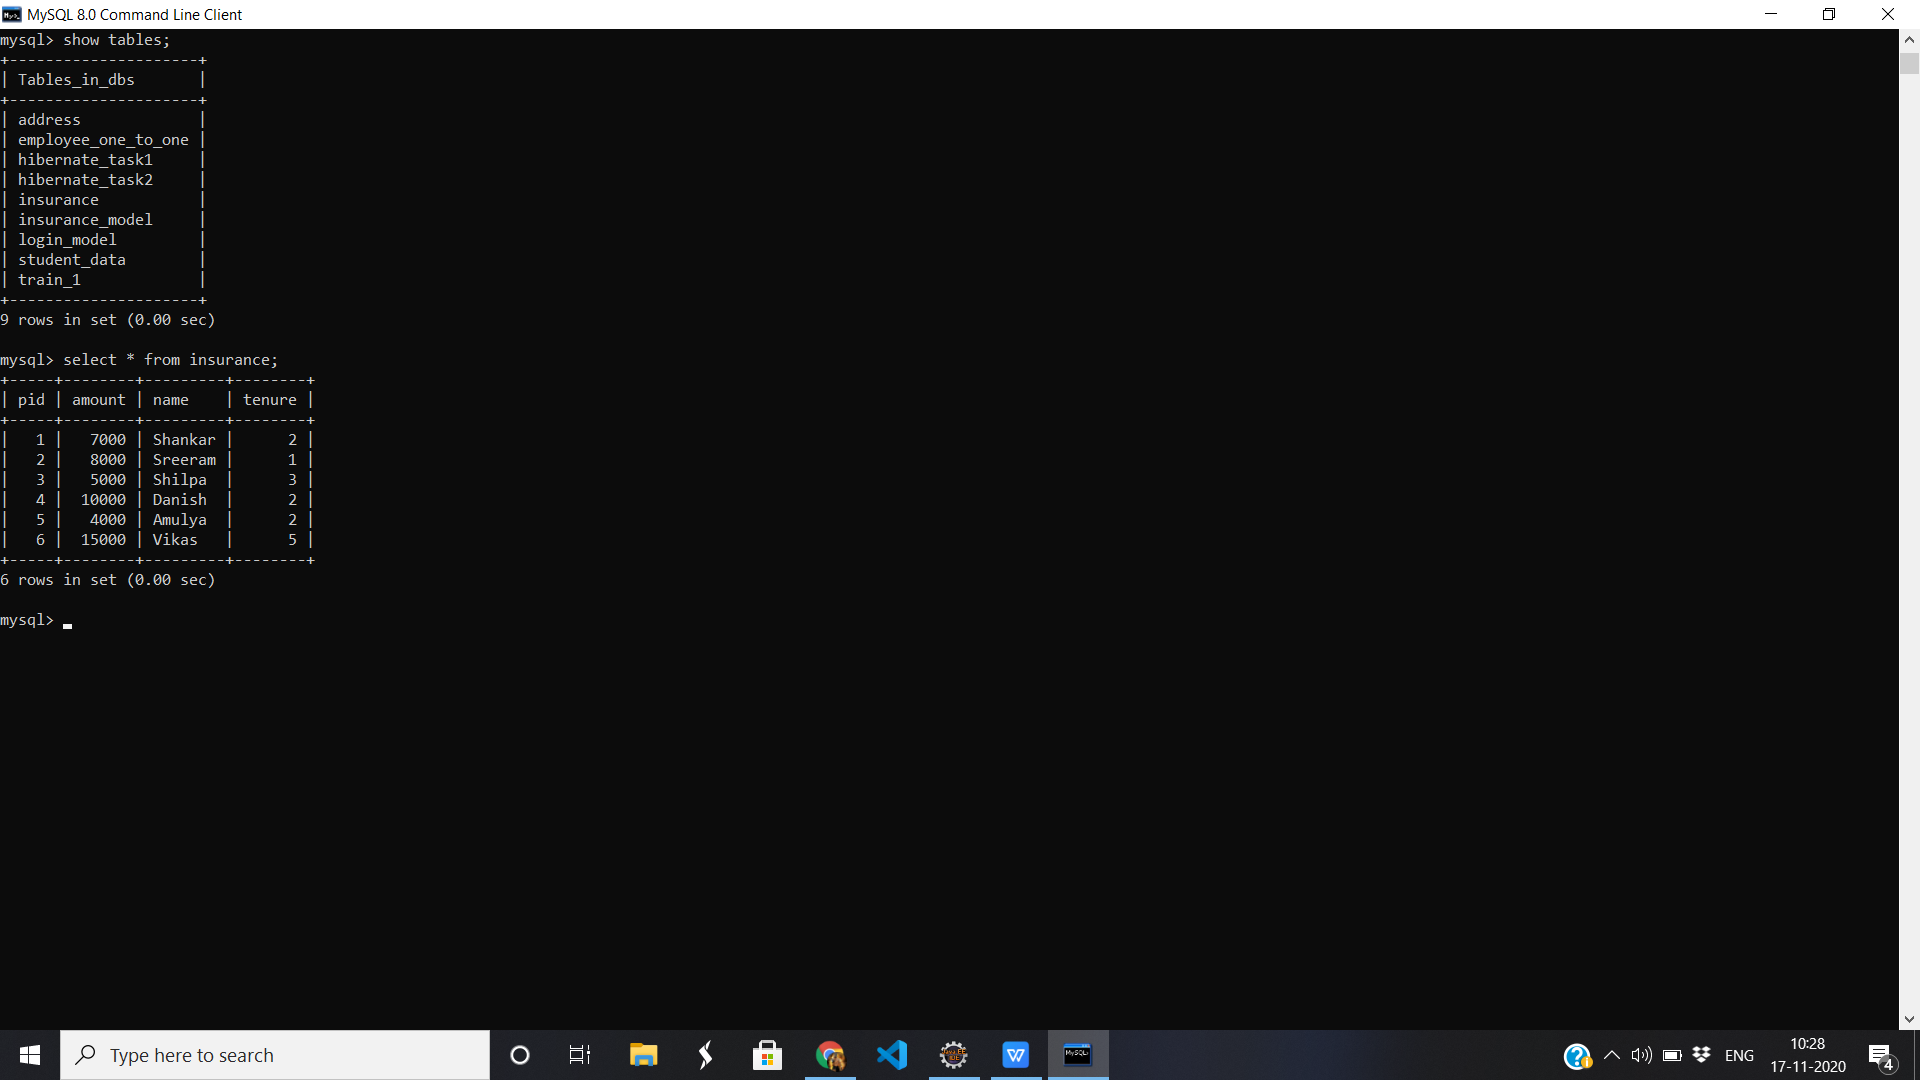 MySQL 8.0 Command Line Client
mysql> show tables;
+---------------------+
| Tables_in_dbs       |
+---------------------+
| address             |
| employee_one_to_one |
| hibernate_task1     |
| hibernate_task2     |
| insurance           |
| insurance_model     |
| login_model         |
| student_data        |
| train_1             |
+---------------------+
9 rows in set (0.00 sec)
mysql> select * from insurance;
+-----+--------+---------+--------+
| pid | amount | name    | tenure |
+-----+--------+---------+--------+
|   1 |   7000 | Shankar |      2 |
|   2 |   8000 | Sreeram |      1 |
|   3 |   5000 | Shilpa  |      3 |
|   4 |  10000 | Danish  |      2 |
|   5 |   4000 | Amulya  |      2 |
|   6 |  15000 | Vikas   |      5 |
+-----+--------+---------+--------+
6 rows in set (0.00 sec)
mysql>
Type here to search
ENG
10:28
17-11-2020
4